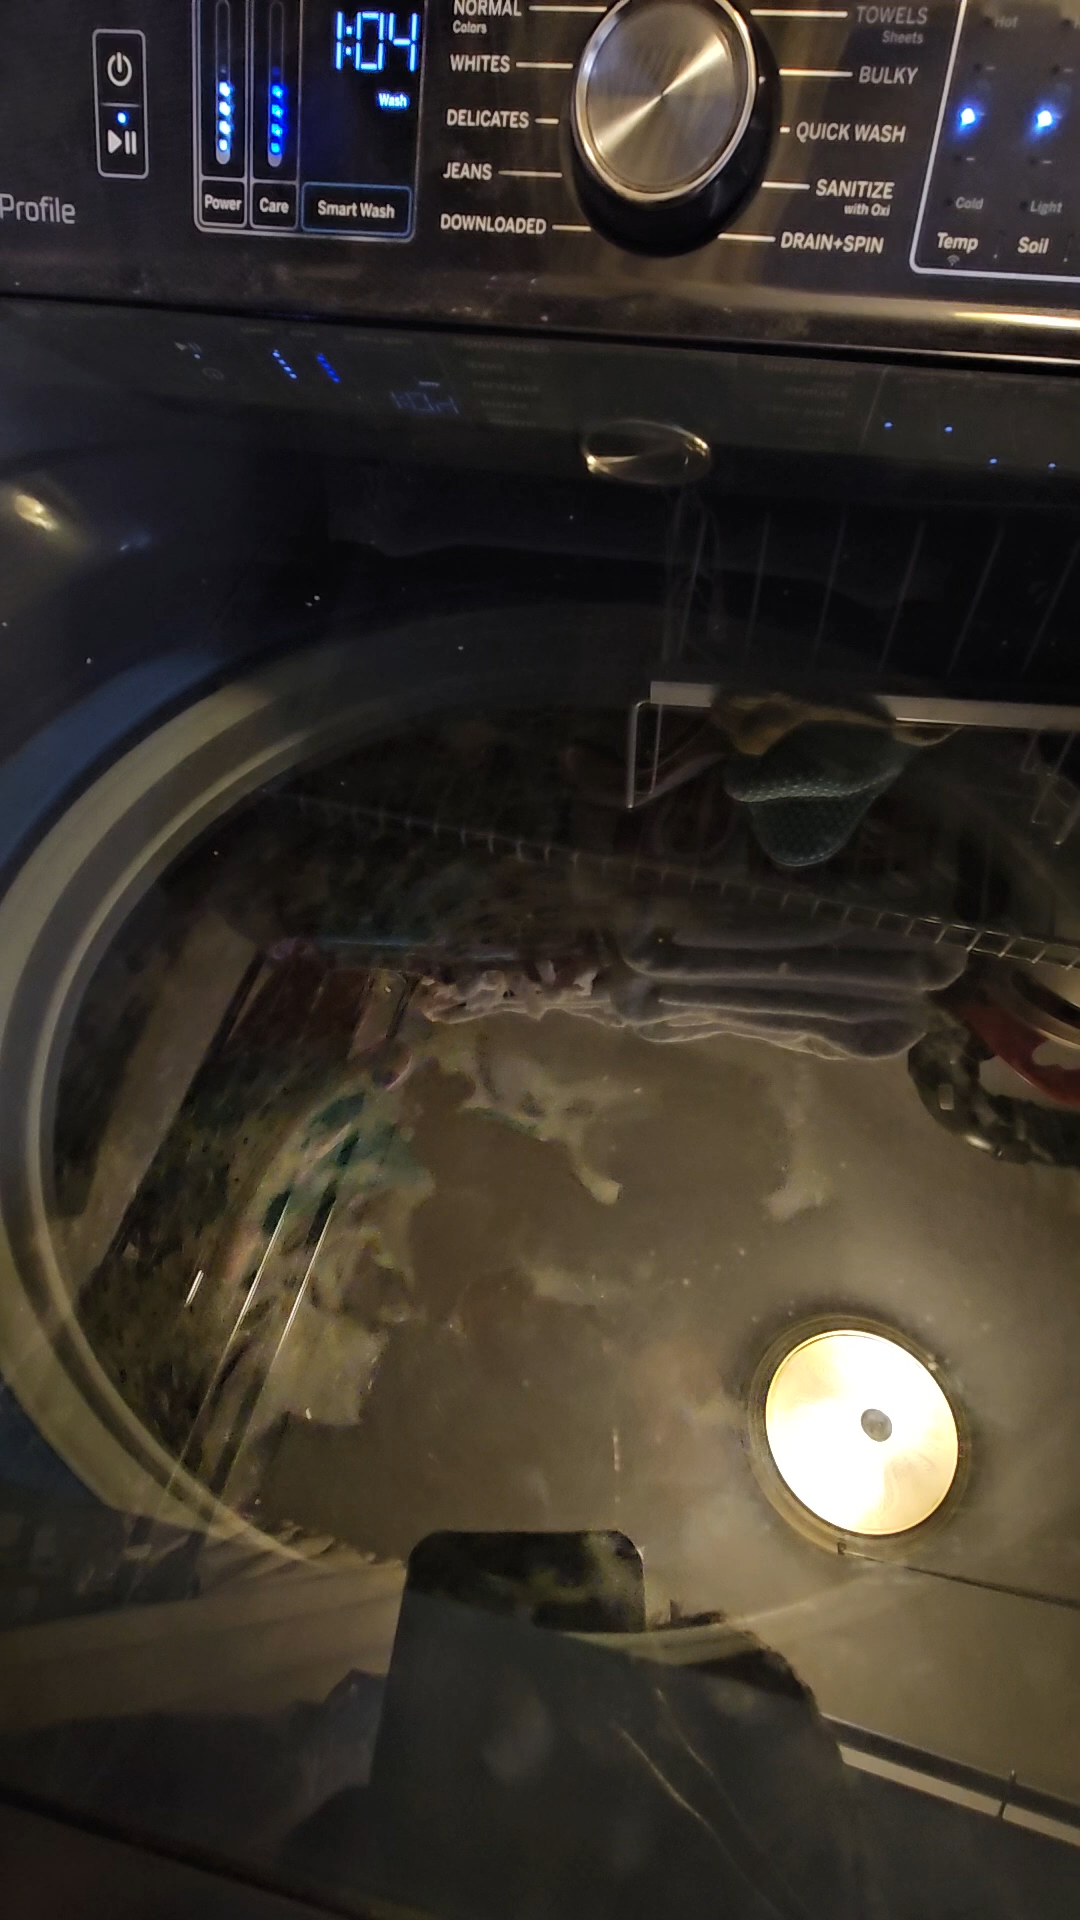 NORMAL
Colors
WHITES
DELICATES
JEANS
DOWNLOADED
TOWELS
Sheets
BULKY
QUICK WASH
SANITIZE
with Oxi
DRAIN+SPIN
1:04
Wash
Power
Care
Smart Wash
Profile
Hot
Cold
Light
Temp
Soil